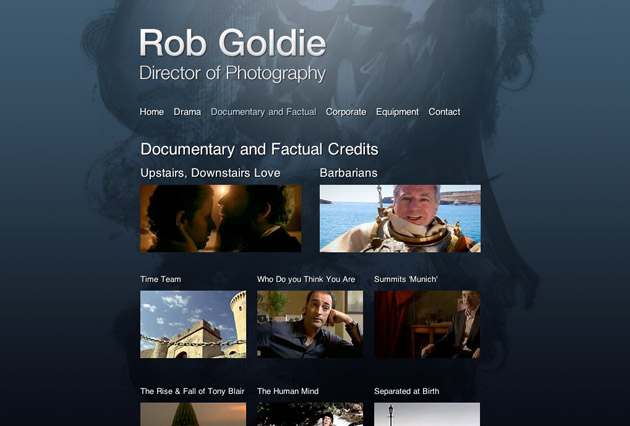 Rob Goldie
Director of Photography
Home Drama Documentary and Factual Corporate Equipment Contact
Documentary and Factual Credits
Upstairs, Downstairs Love Barbarians
Time Team Who Do you Think You Are Summits 'Munich'
The Rise & Fall of Tony Blair The Human Mind Separated at Birth